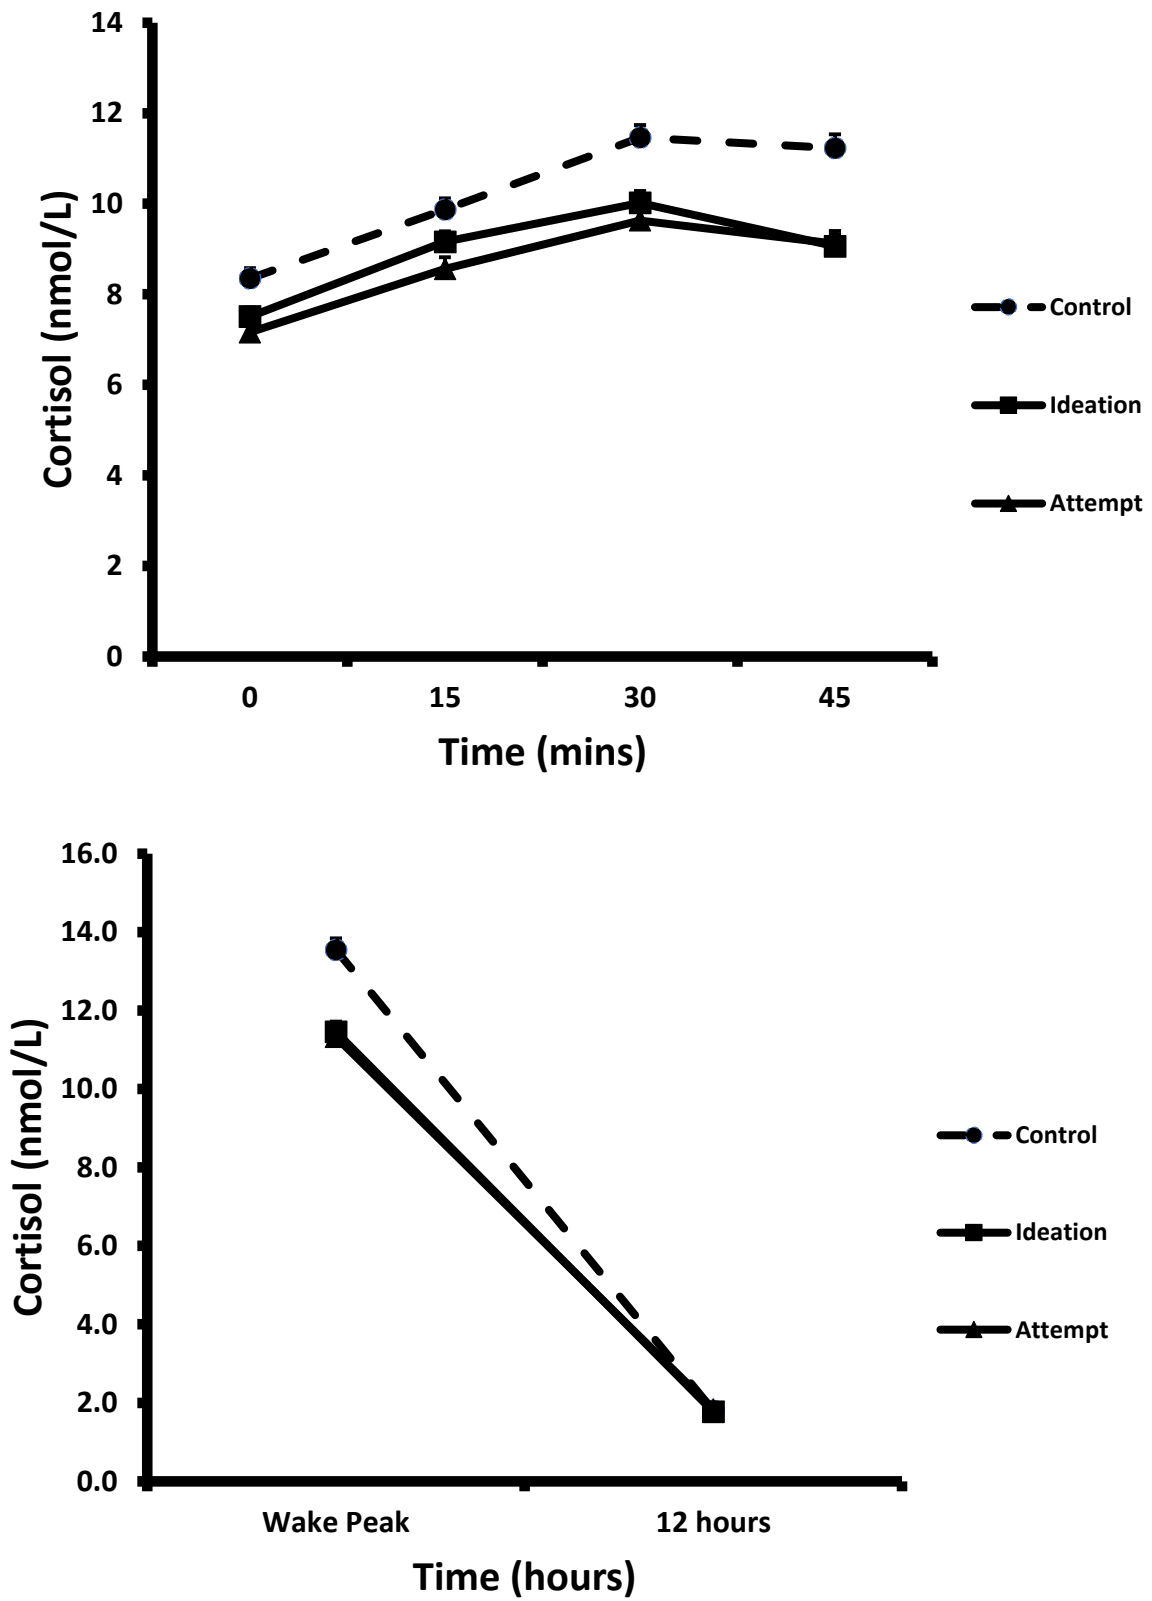 14
12
10
8
6
4
2
0
Cortisol (nmol/L)
0 15 30 45
Time (mins)
Control
Ideation
Attempt
16.0
14.0
12.0
10.0
8.0
6.0
4.0
2.0
0.0
Cortisol (nmol/L)
Wake Peak 12 hours
Time (hours)
Control
Ideation
Attempt